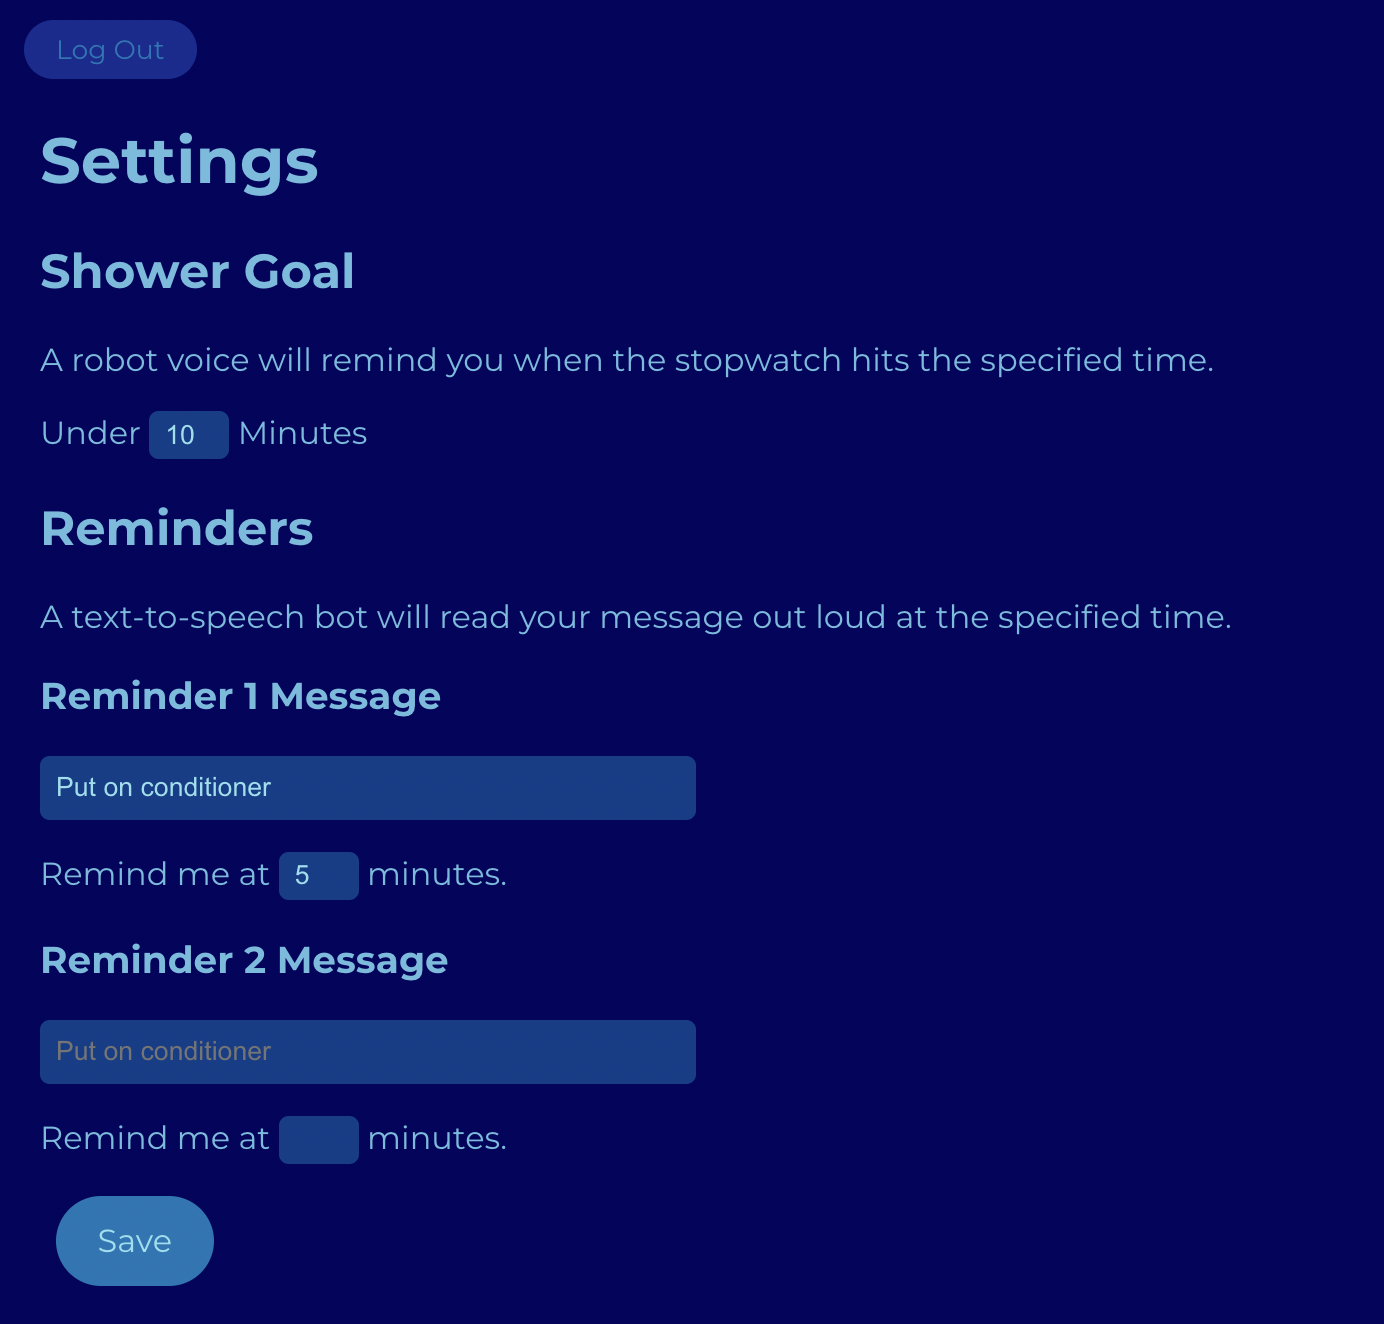 Log Out
Settings
Shower Goal
A robot voice will remind you when the stopwatch hits the specified time.
Under 10 Minutes
Reminders
A text-to-speech bot will read your message out loud at the specified time.
Reminder 1 Message
Put on conditioner
Remind me at 5 minutes.
Reminder 2 Message
Put on conditioner
Remind me at minutes.
Save